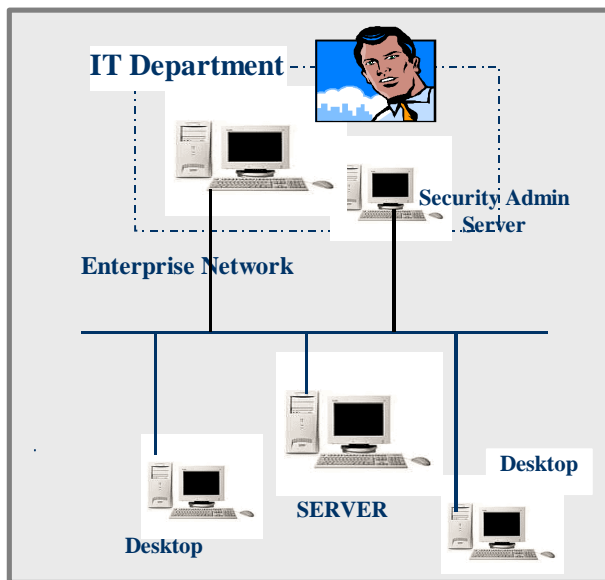 IT Department
Security Admin
Server
Enterprise Network
Desktop
SERVER
Desktop